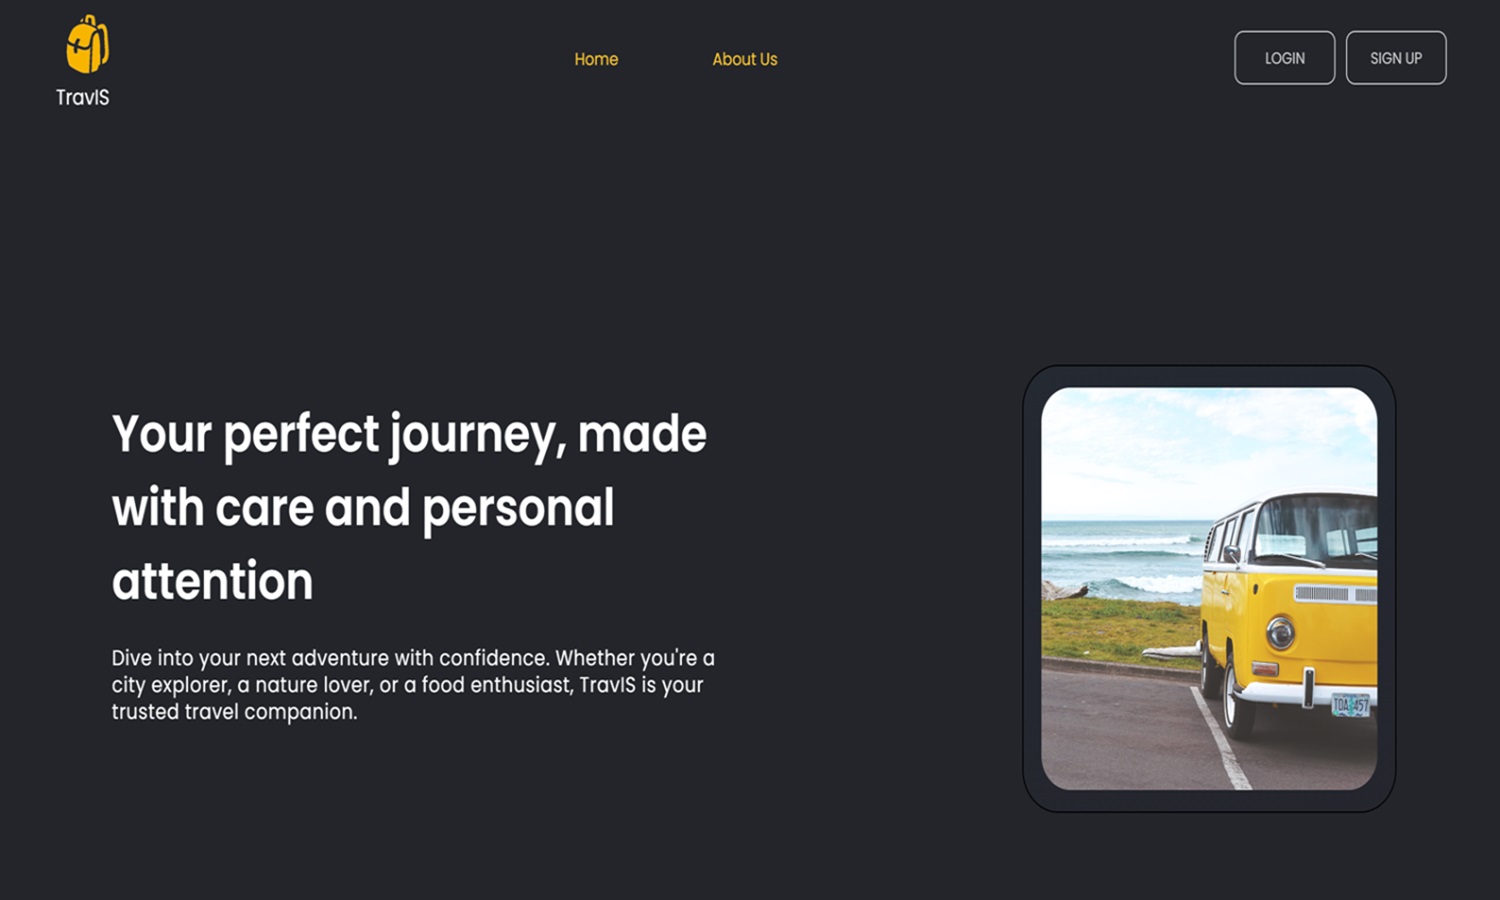 TravIS
Home
About Us
LOGIN
SIGN UP
Your perfect journey, made
with care and personal
attention
Dive into your next adventure with confidence. Whether you're a
city explorer, a nature lover, or a food enthusiast, TravIS is your
trusted travel companion.